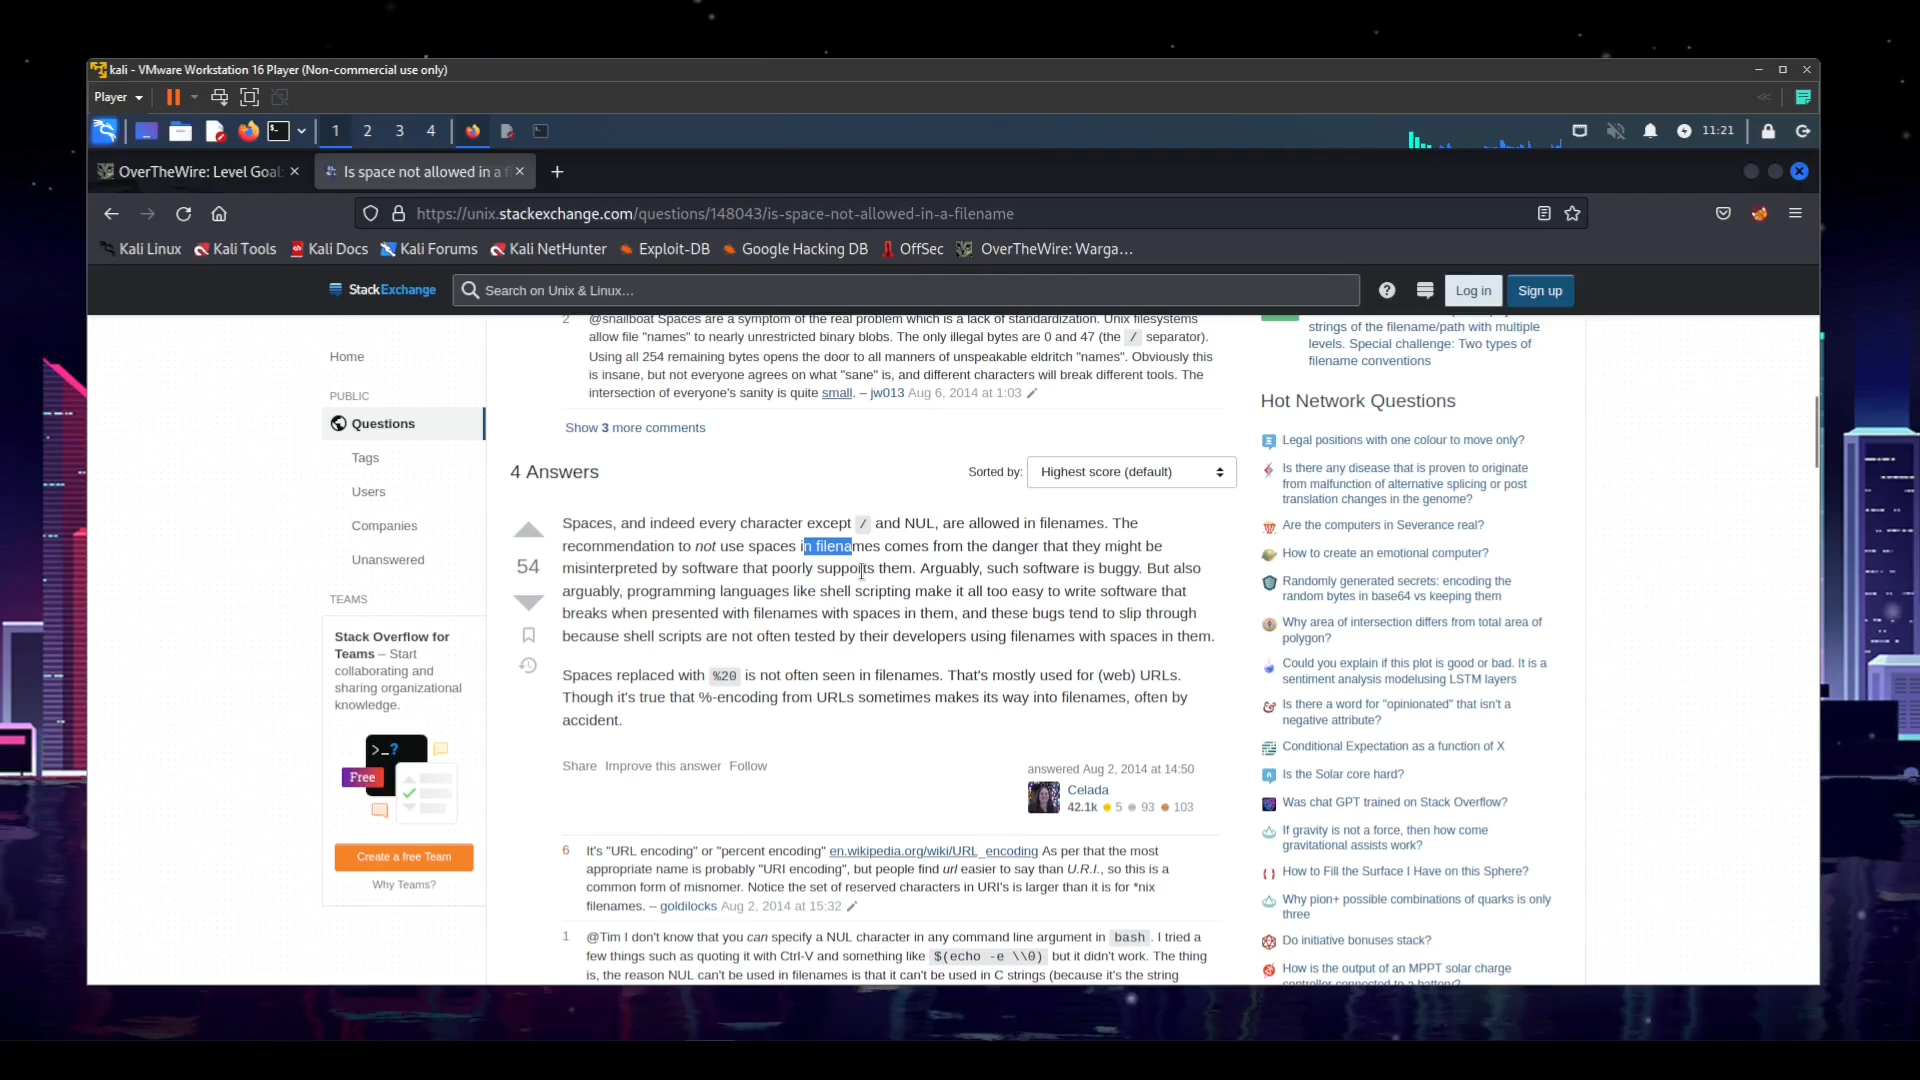 kali - VMware Workstation 16 Player (Non-commercial use only)
Player
1 2 3 4
11:21
OverTheWire: Level Goal
Is space not allowed in a f
https://unix.stackexchange.com/questions/148043/is-space-not-allowed-in-a-filename
Kali Linux Kali Tools Kali Docs Kali Forums Kali NetHunter Exploit-DB Google Hacking DB OffSec OverTheWire: Warga...
StackExchange
Search on Unix & Linux...
Log in
Sign up
Home
PUBLIC
Questions
Tags
Users
Companies
Unanswered
TEAMS
Stack Overflow for
Teams – Start
collaborating and
sharing organizational
knowledge.
>_?
Free
Create a free Team
Why Teams?
2 @snailboat Spaces are a symptom of the real problem which is a lack of standardization. Unix filesystems
allow file "names" to nearly unrestricted binary blobs. The only illegal bytes are 0 and 47 (the / separator).
Using all 254 remaining bytes opens the door to all manners of unspeakable eldritch "names". Obviously this
is insane, but not everyone agrees on what "sane" is, and different characters will break different tools. The
intersection of everyone's sanity is quite small. – jw013 Aug 6, 2014 at 1:03
Show 3 more comments
4 Answers
Sorted by: Highest score (default)
54
Spaces, and indeed every character except / and NUL, are allowed in filenames. The
recommendation to not use spaces in filenames comes from the danger that they might be
misinterpreted by software that poorly supports them. Arguably, such software is buggy. But also
arguably, programming languages like shell scripting make it all too easy to write software that
breaks when presented with filenames with spaces in them, and these bugs tend to slip through
because shell scripts are not often tested by their developers using filenames with spaces in them.
Spaces replaced with %20 is not often seen in filenames. That's mostly used for (web) URLs.
Though it's true that %-encoding from URLs sometimes makes its way into filenames, often by
accident.
Share Improve this answer Follow
answered Aug 2, 2014 at 14:50
Celada
42.1k 5 93 103
6 It's "URL encoding" or "percent encoding" en.wikipedia.org/wiki/URL_encoding As per that the most
appropriate name is probably "URI encoding", but people find url easier to say than U.R.I., so this is a
common form of misnomer. Notice the set of reserved characters in URI's is larger than it is for *nix
filenames. – goldilocks Aug 2, 2014 at 15:32
1 @Tim I don't know that you can specify a NUL character in any command line argument in bash . I tried a
few things such as quoting it with Ctrl-V and something like $(echo -e \\0) but it didn't work. The thing
is, the reason NUL can't be used in filenames is that it can't be used in C strings (because it's the string
strings of the filename/path with multiple
levels. Special challenge: Two types of
filename conventions
Hot Network Questions
Legal positions with one colour to move only?
Is there any disease that is proven to originate
from malfunction of alternative splicing or post
translation changes in the genome?
Are the computers in Severance real?
How to create an emotional computer?
Randomly generated secrets: encoding the
random bytes in base64 vs keeping them
Why area of intersection differs from total area of
polygon?
Could you explain if this plot is good or bad. It is a
sentiment analysis modelusing LSTM layers
Is there a word for "opinionated" that isn't a
negative attribute?
Conditional Expectation as a function of X
Is the Solar core hard?
Was chat GPT trained on Stack Overflow?
If gravity is not a force, then how come
gravitational assists work?
How to Fill the Surface I Have on this Sphere?
Why pion+ possible combinations of quarks is only
three
Do initiative bonuses stack?
How is the output of an MPPT solar charge
controller connected to a battery?